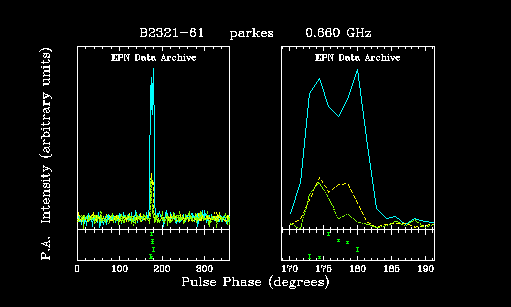 B2321-61 parkes 0.660 GHz
EPN Data Archive EPN Data Archive
Intensity (arbitrary units)
P.A.
0 100 200 300 170 175 180 185 190
Pulse Phase (degrees)